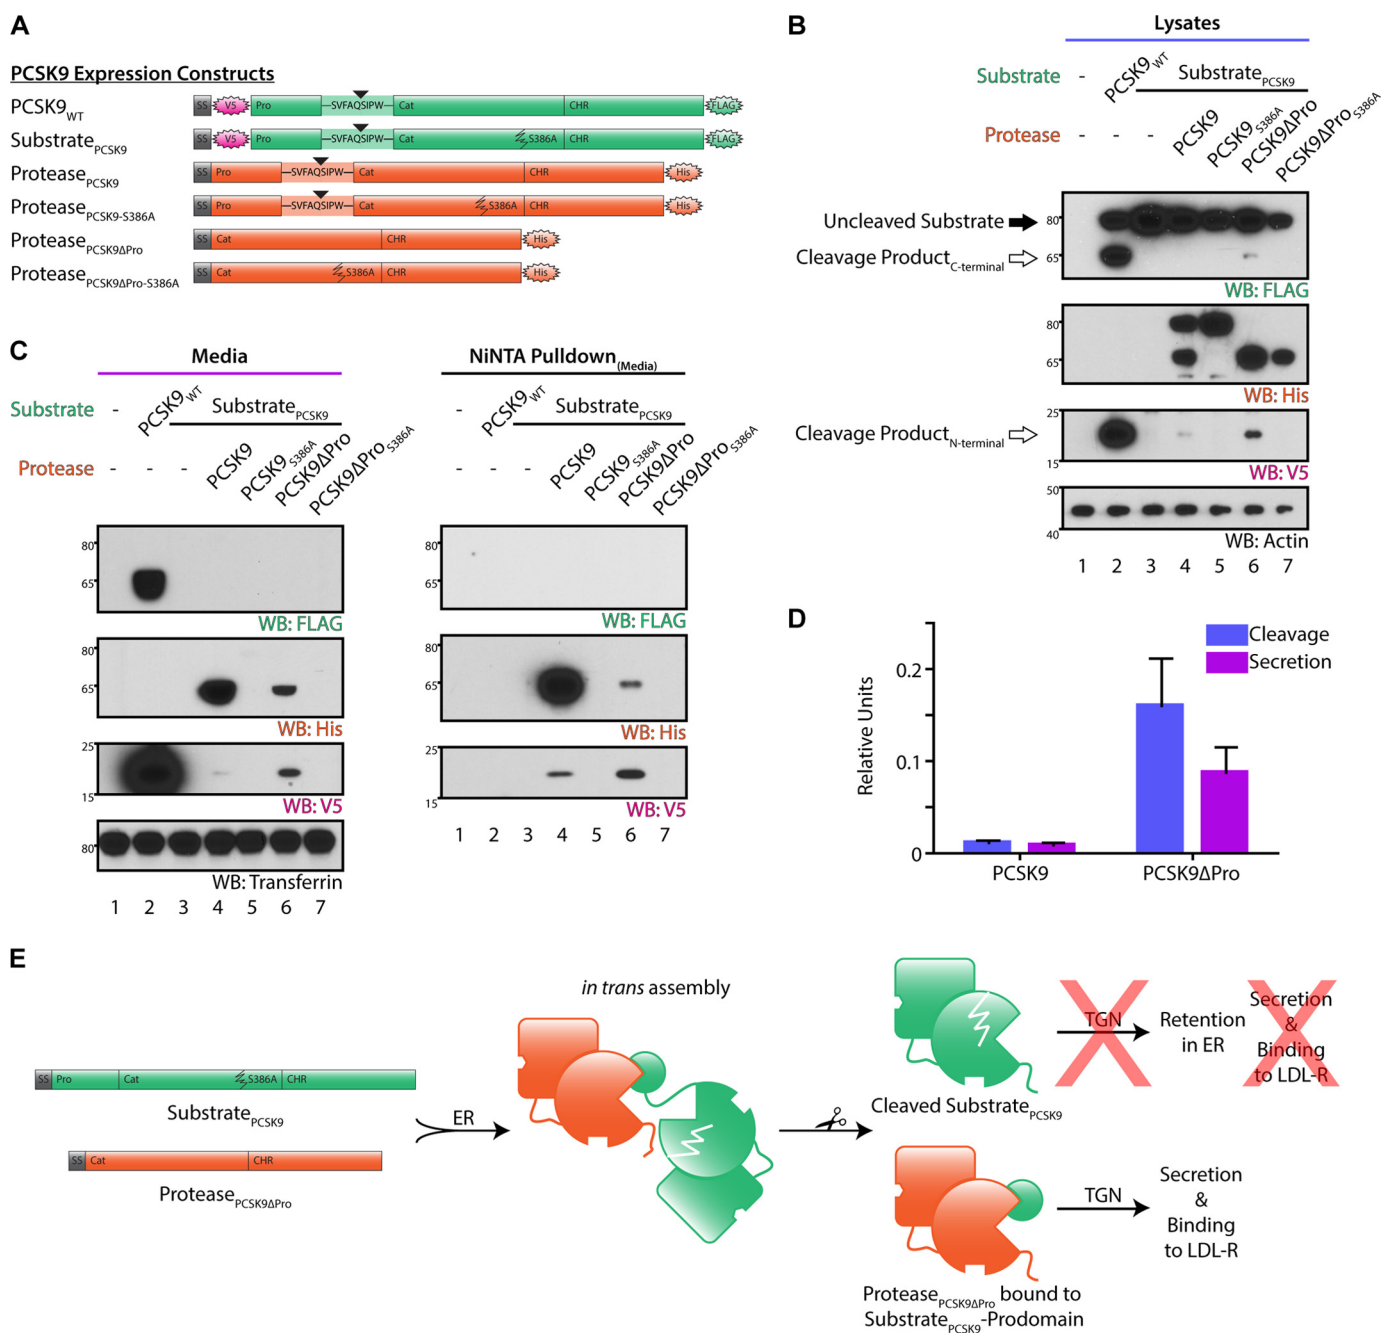 A
PCSK9 Expression Constructs
PCSK9WT
SS V5 Pro —SVFAQSIPW— Cat CHR FLAG
SubstratePCSK9
SS V5 Pro —SVFAQSIPW— Cat S386A CHR FLAG
ProteasePCSK9
SS Pro —SVFAQSIPW— Cat CHR His
ProteasePCSK9-S386A
SS Pro —SVFAQSIPW— Cat S386A CHR His
ProteasePCSK9ΔPro
SS Cat CHR His
ProteasePCSK9ΔPro-S386A
SS Cat S386A CHR His
B
Lysates
Substrate - PCSK9WT SubstratePCSK9
Protease - - - PCSK9 PCSK9S386A PCSK9ΔPro PCSK9ΔProS386A
Uncleaved Substrate
80
Cleavage ProductC-terminal
65
WB: FLAG
80
65
WB: His
25
Cleavage ProductN-terminal
15
WB: V5
50
40
WB: Actin
1 2 3 4 5 6 7
C
Media
Substrate - PCSK9WT SubstratePCSK9
Protease - - - PCSK9 PCSK9S386A PCSK9ΔPro PCSK9ΔProS386A
80
65
WB: FLAG
80
65
WB: His
25
15
WB: V5
80
WB: Transferrin
1 2 3 4 5 6 7
NiNTA Pulldown(Media)
- PCSK9WT SubstratePCSK9
- - - PCSK9 PCSK9S386A PCSK9ΔPro PCSK9ΔProS386A
80
65
WB: FLAG
80
65
WB: His
25
15
WB: V5
1 2 3 4 5 6 7
D
Cleavage
Secretion
Relative Units
0.2
0.1
0
PCSK9 PCSK9ΔPro
E
SS Pro Cat S386A CHR
SubstratePCSK9
SS Cat CHR
ProteasePCSK9ΔPro
ER
in trans assembly
Cleaved SubstratePCSK9
TGN
Retention
in ER
Secretion
&
Binding
to LDL-R
ProteasePCSK9ΔPro bound to
SubstratePCSK9-Prodomain
TGN
Secretion
&
Binding
to LDL-R